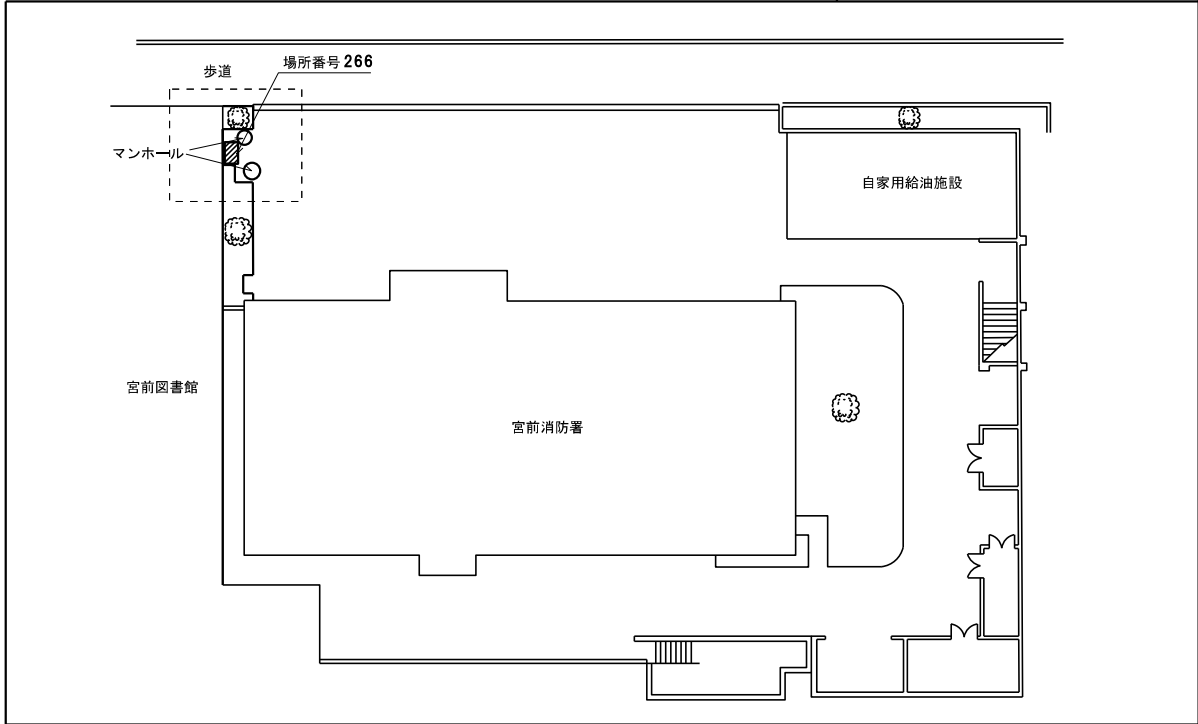 場所番号 266
歩道
マンホール
自家用給油施設
宮前図書館
宮前消防署